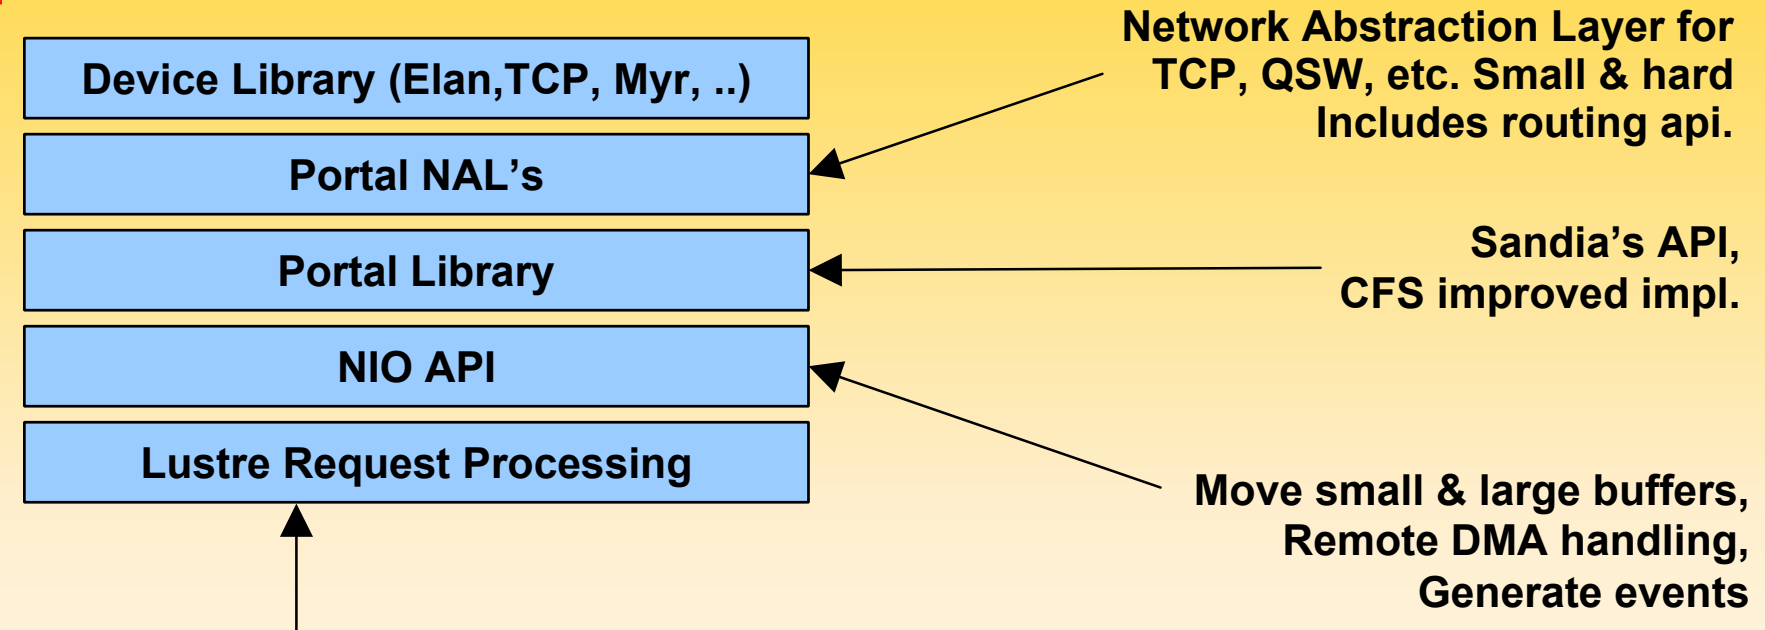 Device Library (Elan,TCP, Myr, ..)
Portal NAL’s
Portal Library
NIO API
Lustre Request Processing
Network Abstraction Layer for
TCP, QSW, etc. Small & hard
Includes routing api.
Sandia’s API,
CFS improved impl.
Move small & large buffers,
Remote DMA handling,
Generate events